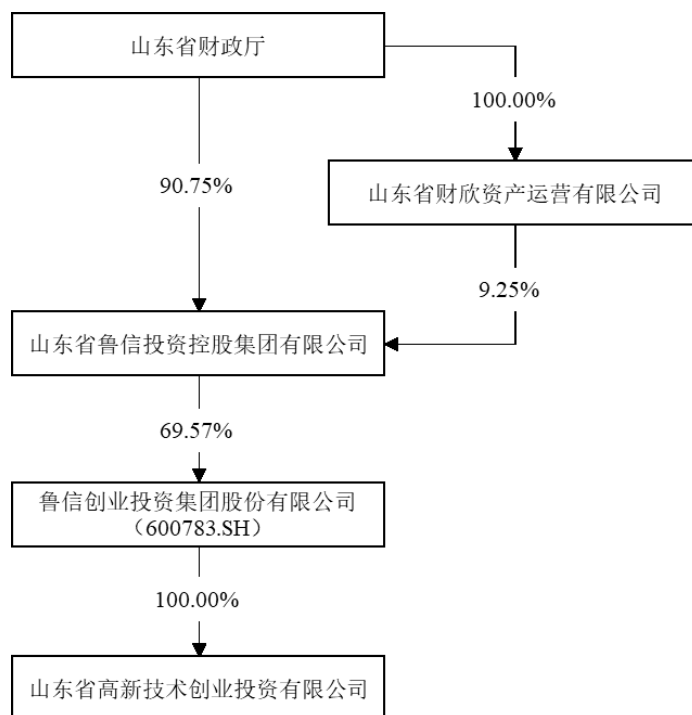 山东省财政厅
100.00%
90.75%
山东省财欣资产运营有限公司
9.25%
山东省鲁信投资控股集团有限公司
69.57%
鲁信创业投资集团股份有限公司
（600783.SH）
100.00%
山东省高新技术创业投资有限公司